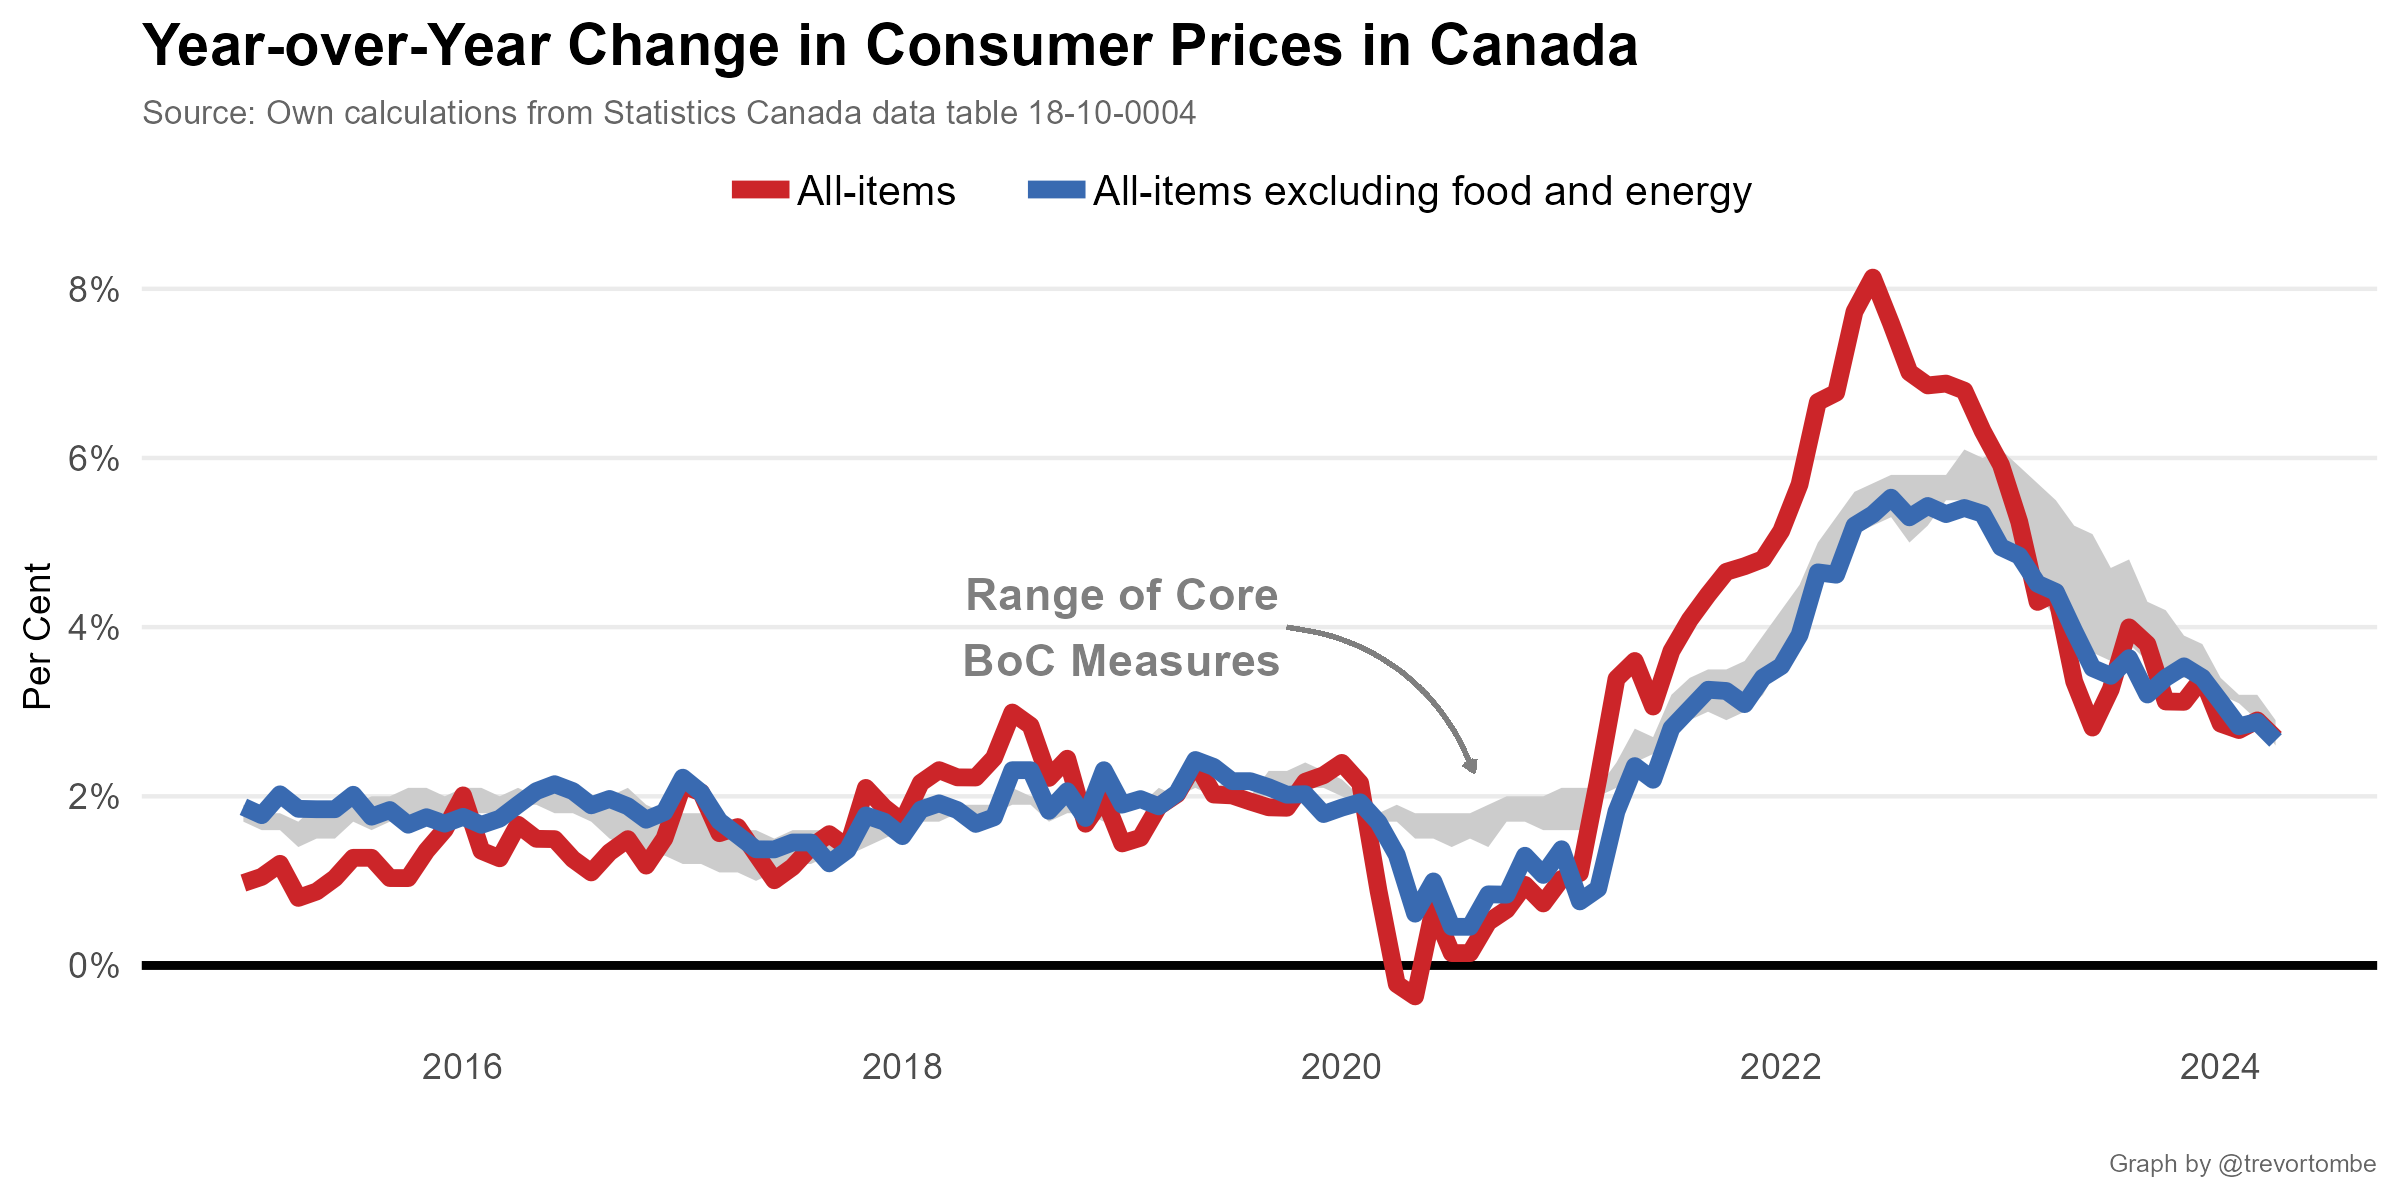 Year-over-Year Change in Consumer Prices in Canada
Source: Own calculations from Statistics Canada data table 18-10-0004
All-items
All-items excluding food and energy
8%
6%
4%
2%
0%
Per Cent
Range of Core
BoC Measures
2016
2018
2020
2022
2024
Graph by @trevortombe